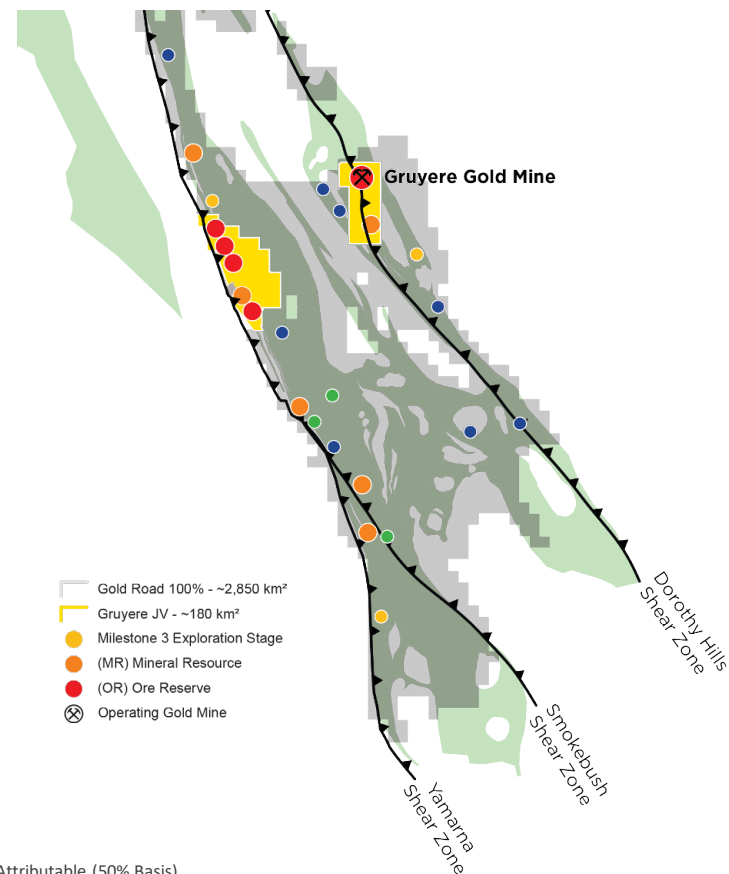 Gruyere Gold Mine
Gold Road 100% - ~2,850 km²
Gruyere JV - ~180 km²
Milestone 3 Exploration Stage
(MR) Mineral Resource
(OR) Ore Reserve
Operating Gold Mine
Dorothy Hills
Shear Zone
Smokebush
Shear Zone
Yamarna
Shear Zone
Attributable (50% Basis)